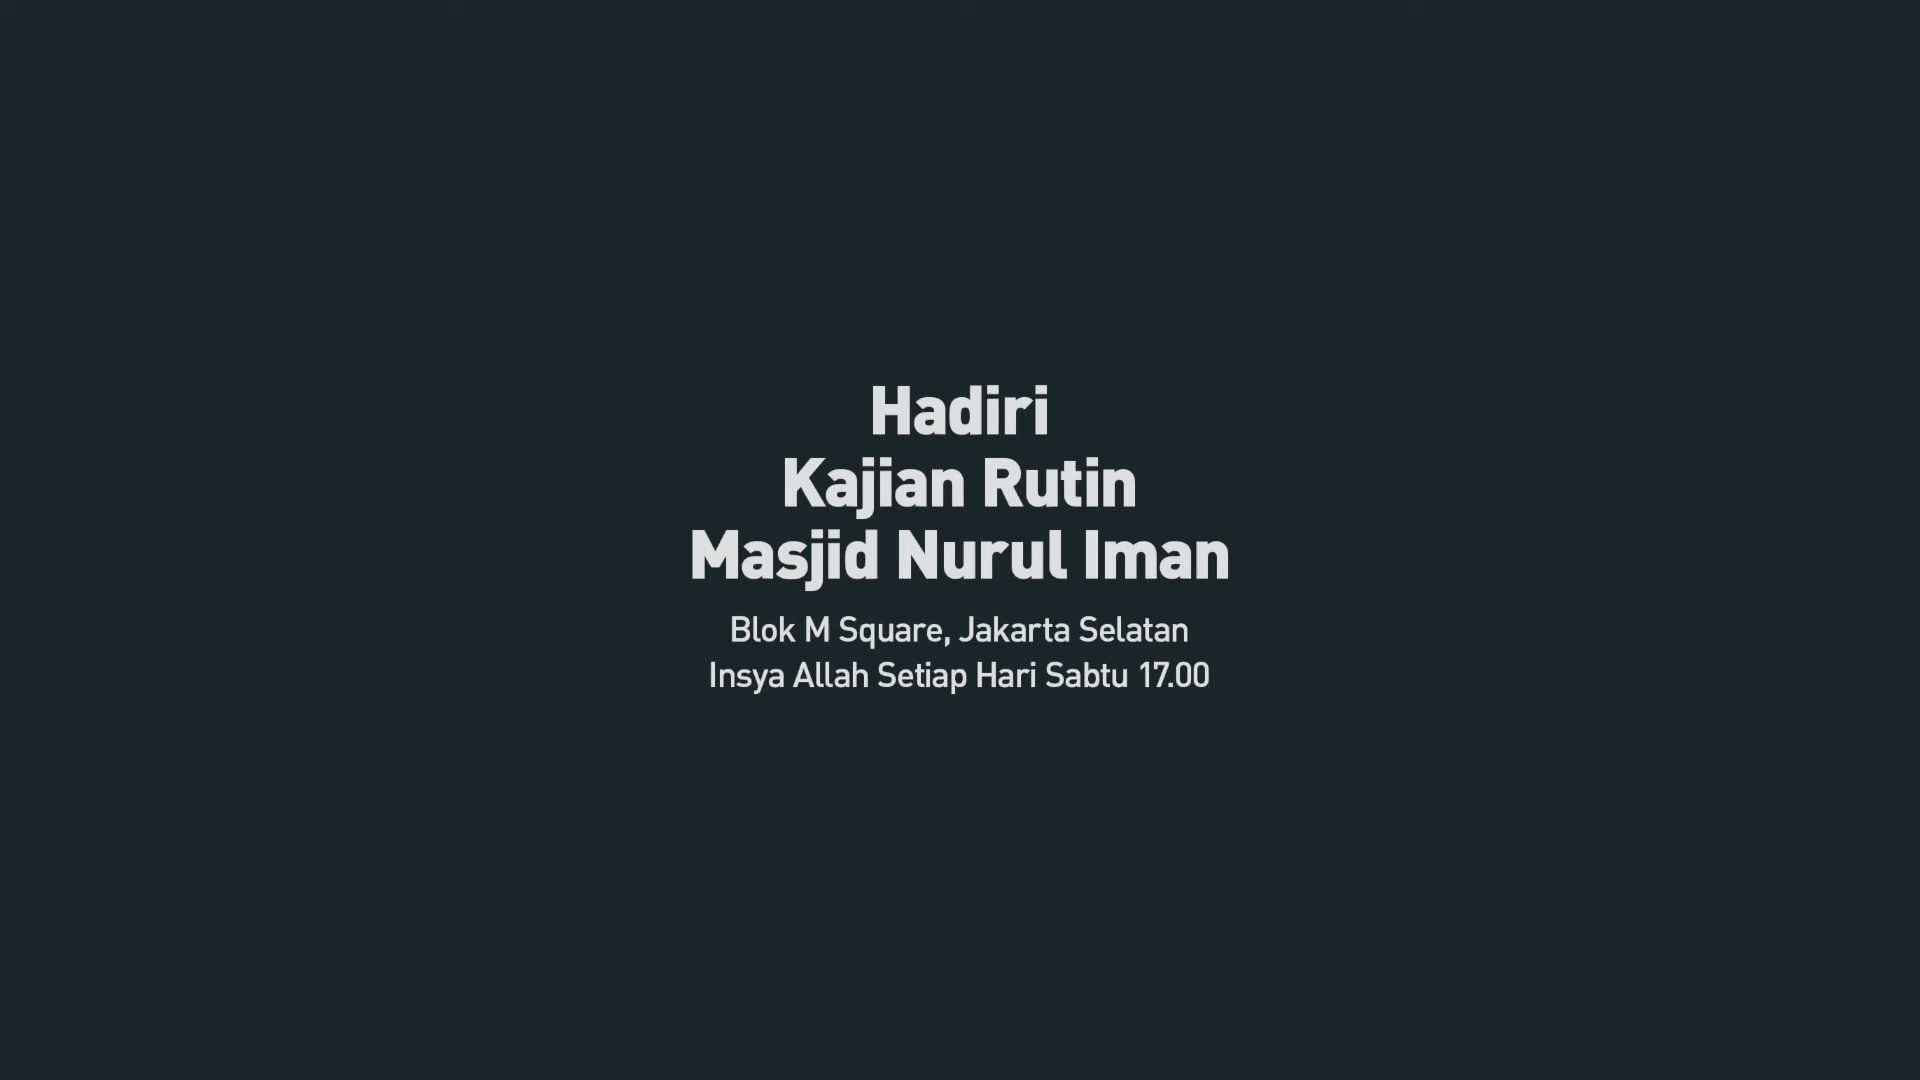 Hadiri
Kajian Rutin
Masjid Nurul Iman
Blok M Square, Jakarta Selatan
Insya Allah Setiap Hari Sabtu 17.00